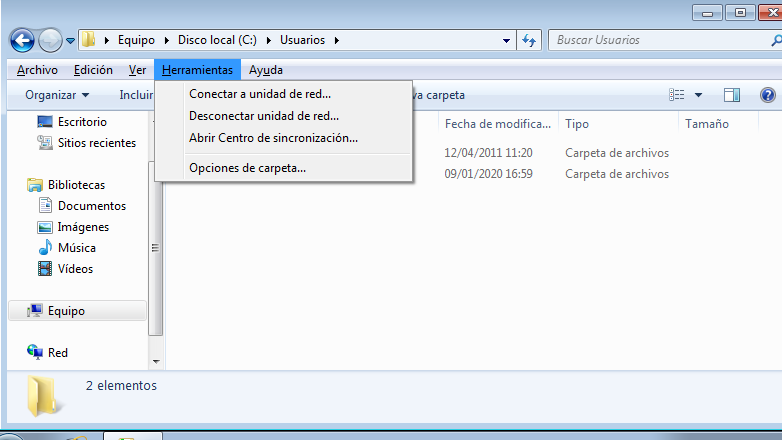 Equipo Disco local (C:) Usuarios
Buscar Usuarios
Archivo Edición Ver Herramientas Ayuda
Organizar Incluir va carpeta
Conectar a unidad de red...
Desconectar unidad de red...
Abrir Centro de sincronización...
Opciones de carpeta...
Escritorio
Sitios recientes
Bibliotecas
Documentos
Imágenes
Música
Vídeos
Equipo
Red
Fecha de modifica... Tipo Tamaño
12/04/2011 11:20 Carpeta de archivos
09/01/2020 16:59 Carpeta de archivos
2 elementos